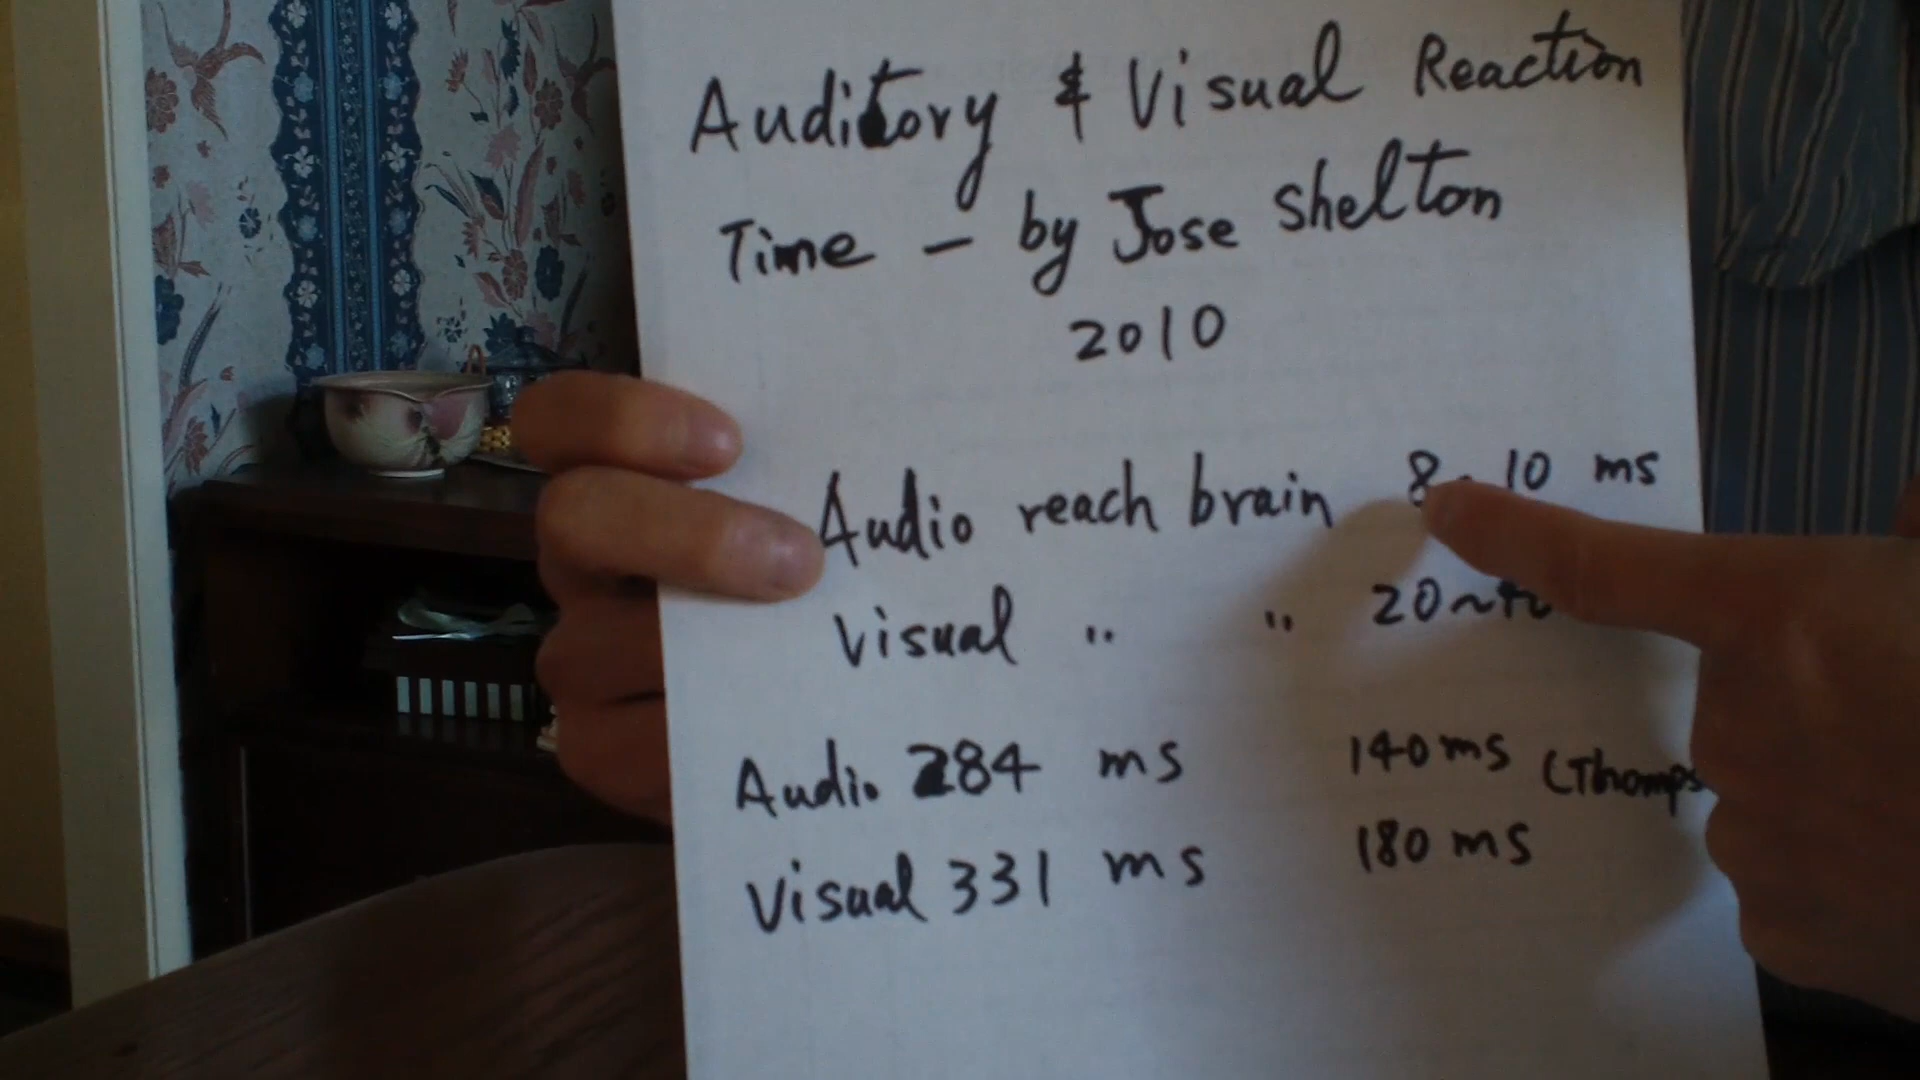 Auditory & Visual Reaction
Time – by Jose Shelton
2010
Audio reach brain 8~10 ms
Visual " " 20~
Audio 284 ms 140ms
Visual 331 ms 180 ms